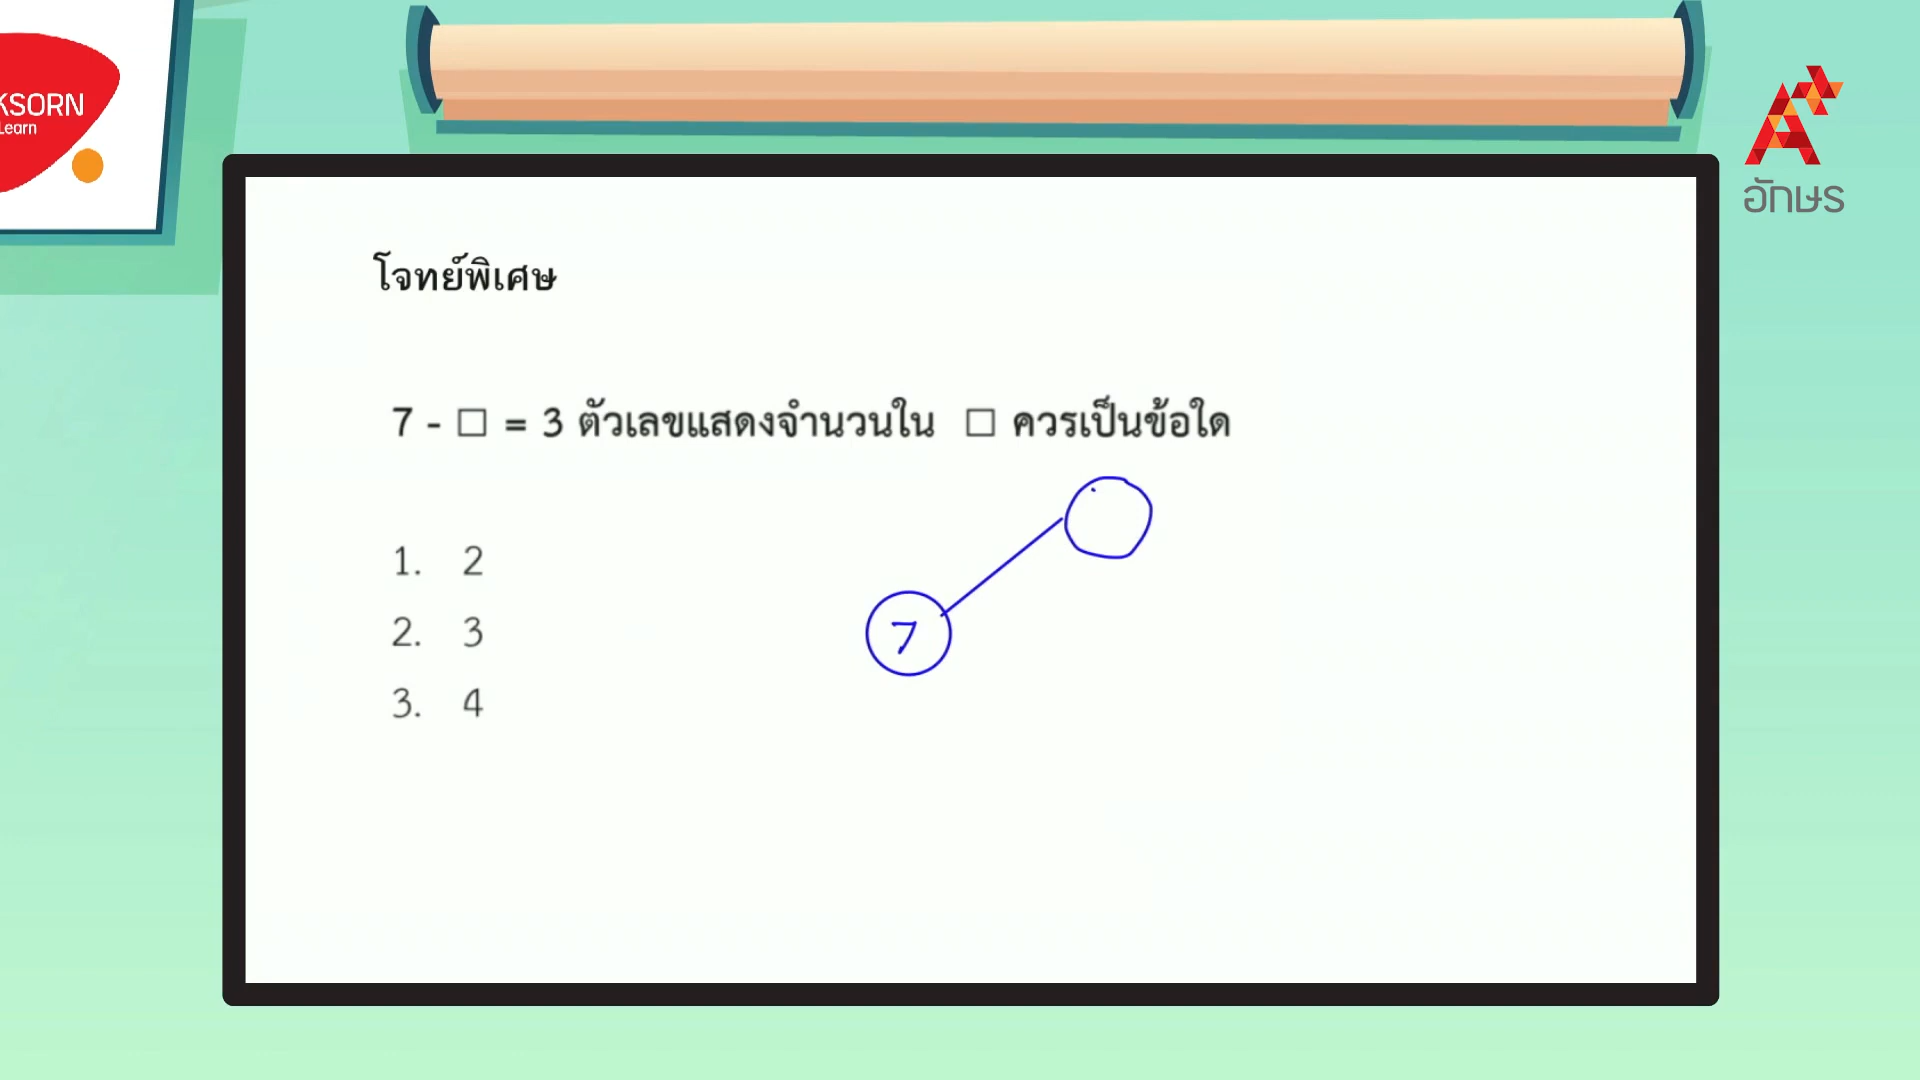 KSORN
Learn
อักษร
โจทย์พิเศษ
7 - □ = 3 ตัวเลขแสดงจำนวนใน □ ควรเป็นข้อใด
1. 2
2. 3
3. 4
7